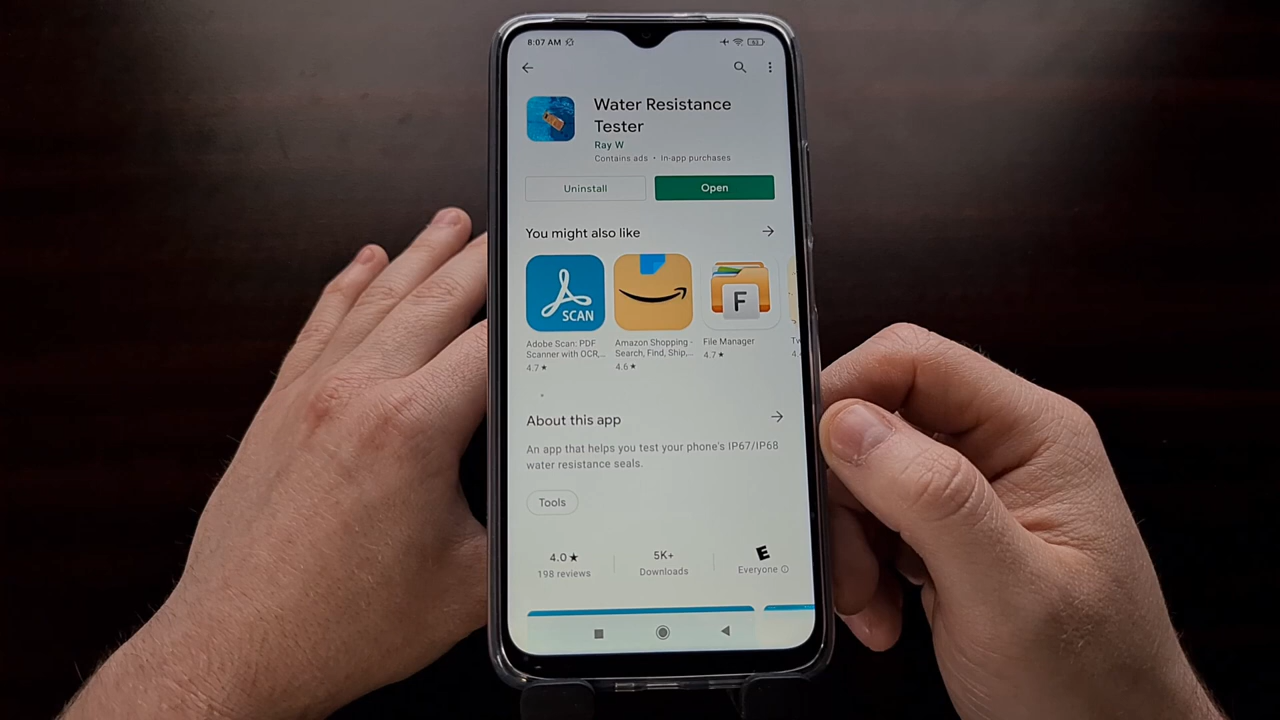 8:07 AM
Water Resistance
Tester
Ray W
Contains ads • In-app purchases
Uninstall
Open
You might also like
SCAN
F
Adobe Scan: PDF
Scanner with OCR,...
4.7★
Amazon Shopping -
Search, Find, Ship,...
4.6★
File Manager
4.7★
About this app
An app that helps you test your phone's IP67/IP68
water resistance seals.
Tools
4.0★
198 reviews
5K+
Downloads
E
Everyone